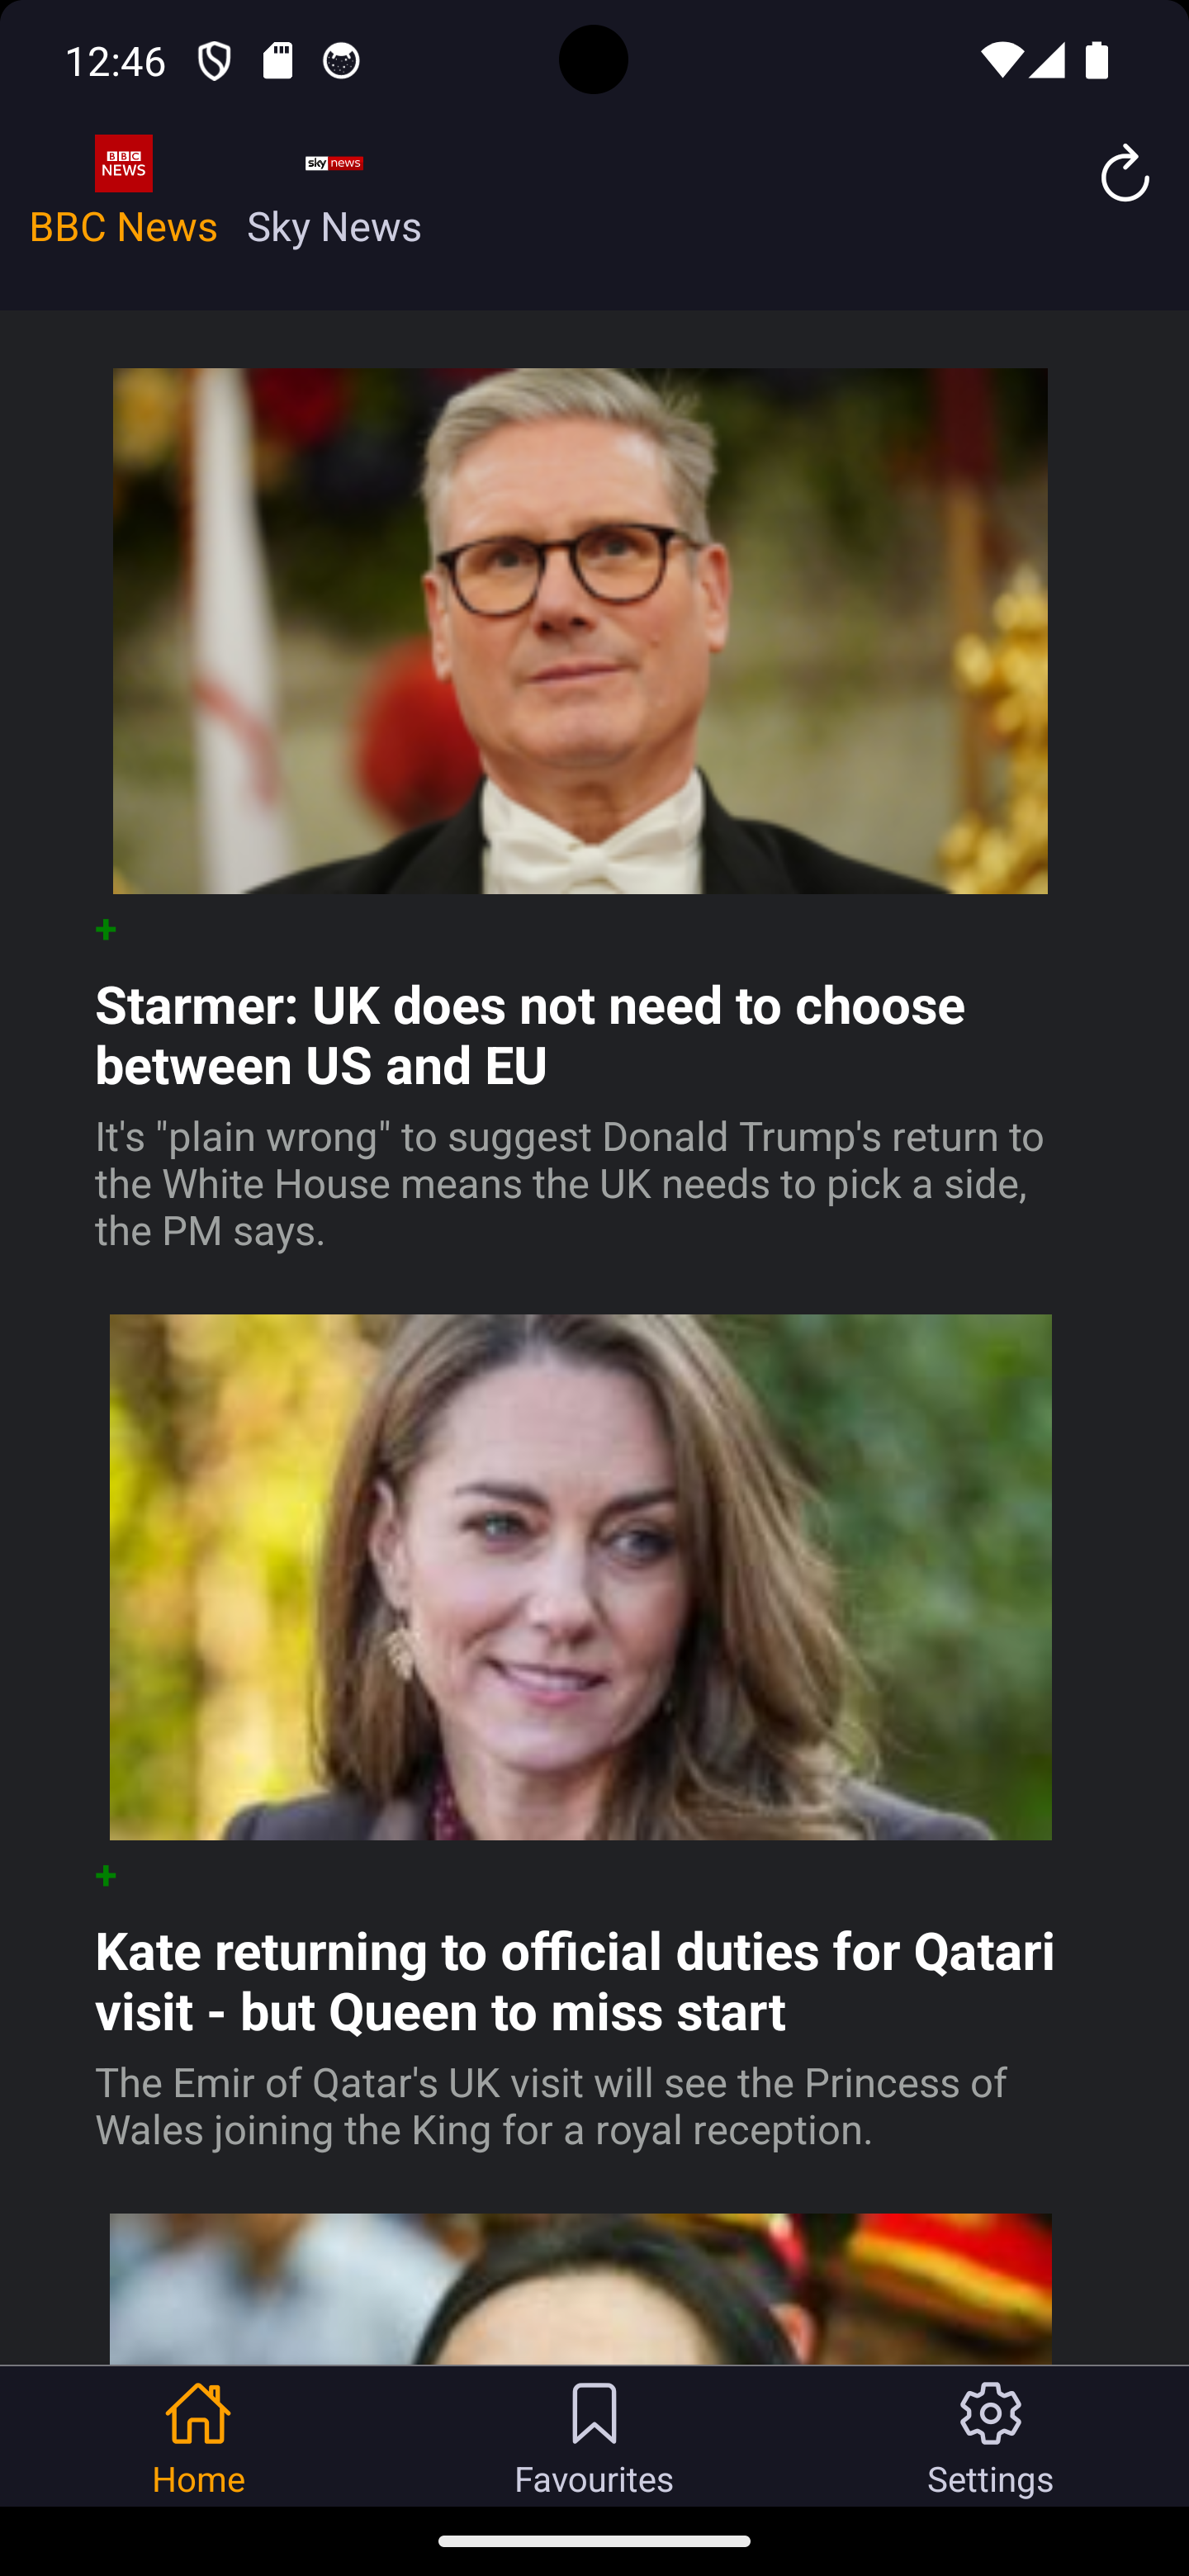 12:46
BBC
NEWS
sky news
BBC News
Sky News
Starmer: UK does not need to choose
between US and EU
It's "plain wrong" to suggest Donald Trump's return to
the White House means the UK needs to pick a side,
the PM says.
Kate returning to official duties for Qatari
visit - but Queen to miss start
The Emir of Qatar's UK visit will see the Princess of
Wales joining the King for a royal reception.
Home
Favourites
Settings